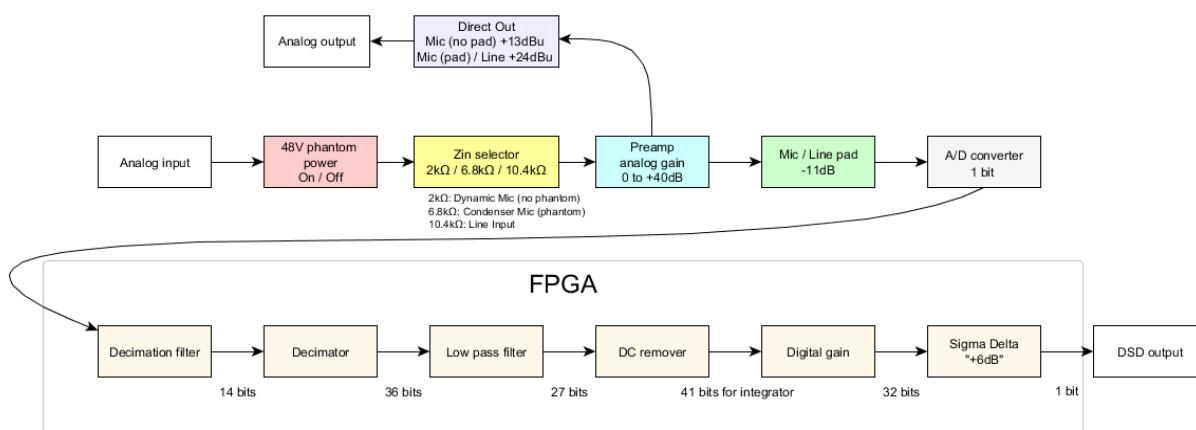 Analog output
Direct Out
Mic (no pad) +13dBu
Mic (pad) / Line +24dBu
Analog input
48V phantom
power
On / Off
Zin selector
2kΩ / 6.8kΩ / 10.4kΩ
Preamp
analog gain
0 to +40dB
Mic / Line pad
-11dB
A/D converter
1 bit
2kΩ: Dynamic Mic (no phantom)
6.8kΩ: Condenser Mic (phantom)
10.4kΩ: Line Input
FPGA
Decimation filter
Decimator
Low pass filter
DC remover
Digital gain
Sigma Delta
"+6dB"
DSD output
14 bits
36 bits
27 bits
41 bits for integrator
32 bits
1 bit